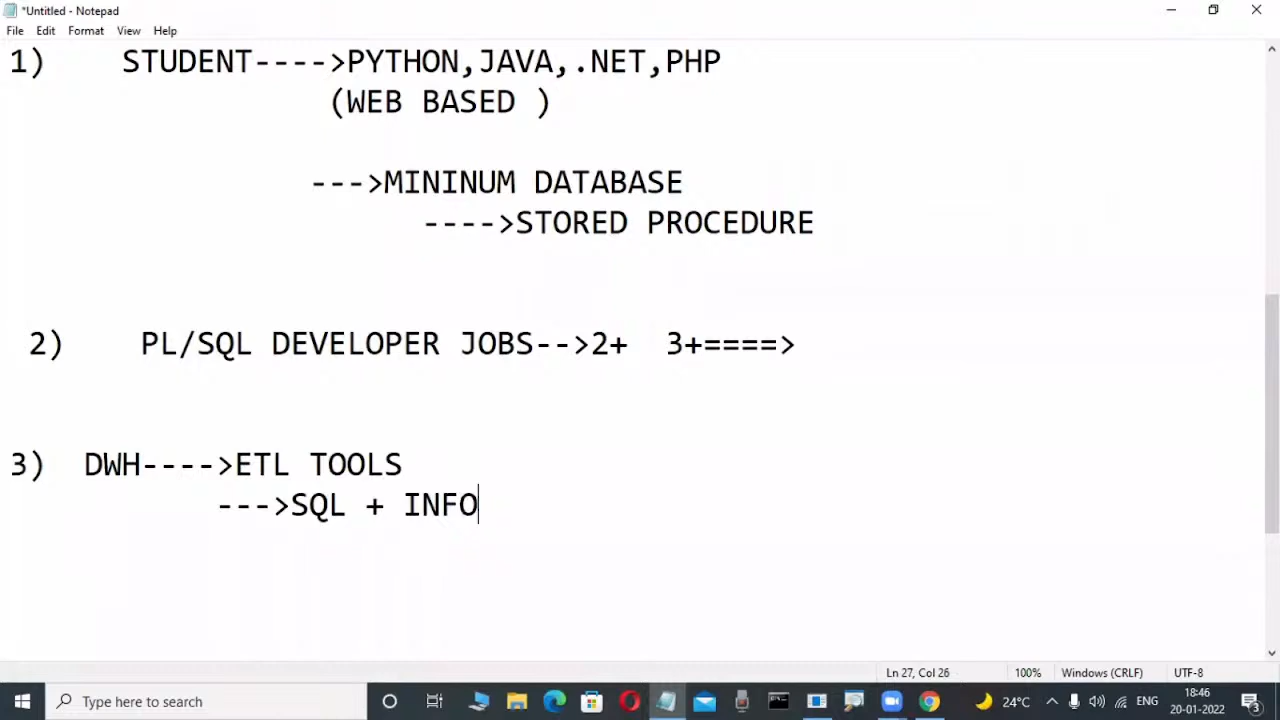 *Untitled - Notepad
File Edit Format View Help
1) STUDENT---->PYTHON,JAVA,.NET,PHP
(WEB BASED )
--->MININUM DATABASE
---->STORED PROCEDURE
2) PL/SQL DEVELOPER JOBS-->2+ 3+====>
3) DWH---->ETL TOOLS
--->SQL + INFO
Ln 27, Col 26 100% Windows (CRLF) UTF-8
Type here to search 24°C ENG 18:46
20-01-2022 3